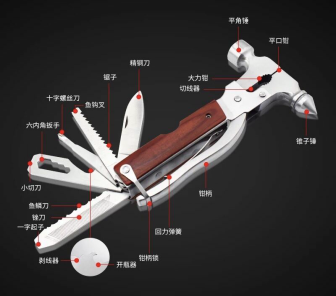 平角锤
平口钳
精钢刀
锯子
大力钳
切线器
鱼钩叉
十字螺丝刀
六内角扳手
锥子锤
小切刀
钳柄
鱼鳞刀
锉刀
一字起子
回力弹簧
钳柄锁
剥线器
开瓶器